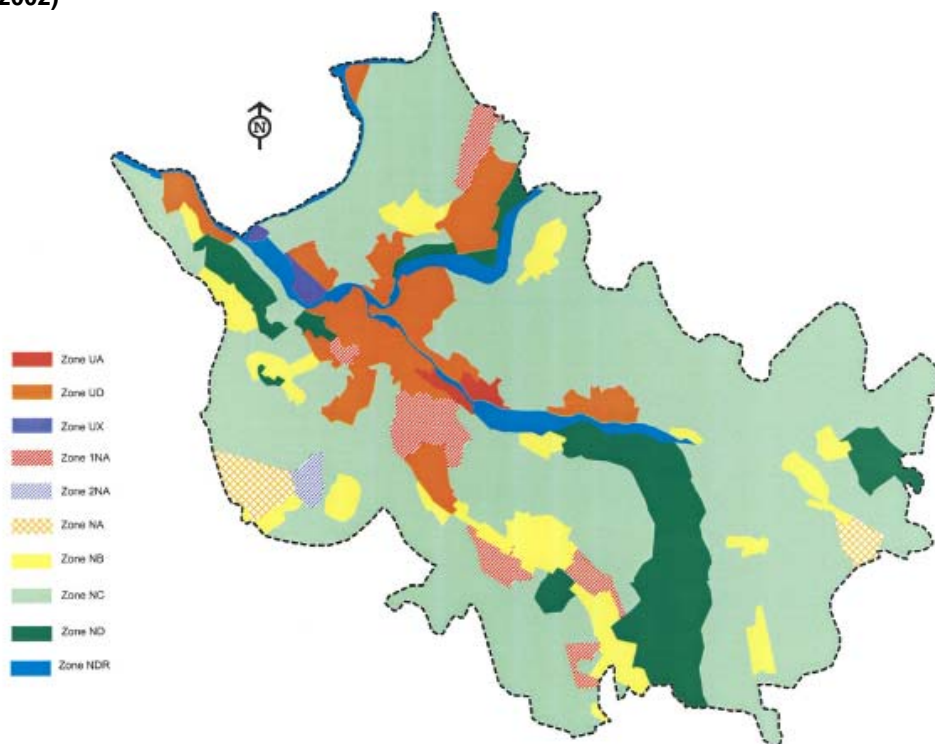 2002)
N
Zone UA
Zone UD
Zone UX
Zone 1NA
Zone 2NA
Zone NA
Zone NB
Zone NC
Zone ND
Zone NDR